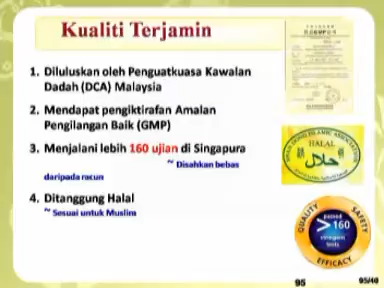 Kualiti Terjamin
1. Diluluskan oleh Penguatkuasa Kawalan
Dadah (DCA) Malaysia
2. Mendapat pengiktirafan Amalan
Pengilangan Baik (GMP)
3. Menjalani lebih 160 ujian di Singapura
~ Disahkan bebas
daripada racun
4. Ditanggung Halal
~ Sesuai untuk Muslim
HALAL
حلال
QUALITY
SAFETY
EFFICACY
passed
> 160
stringent
tests
95
95/40